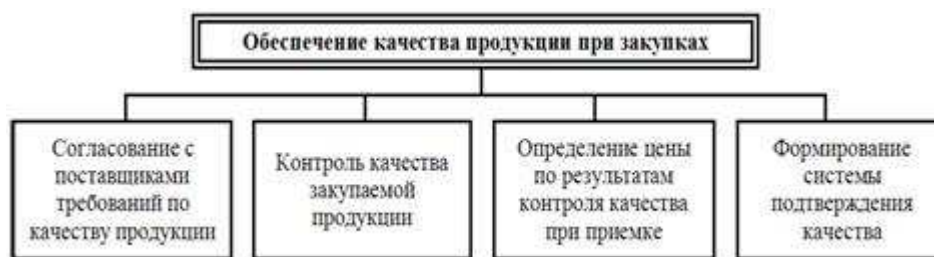 Обеспечение качества продукции при закупках
Согласование с
поставщиками
требований по
качеству продукции
Контроль качества
закупаемой
продукции
Определение цены
по результатам
контроля качества
при приемке
Формирование
системы
подтверждения
качества